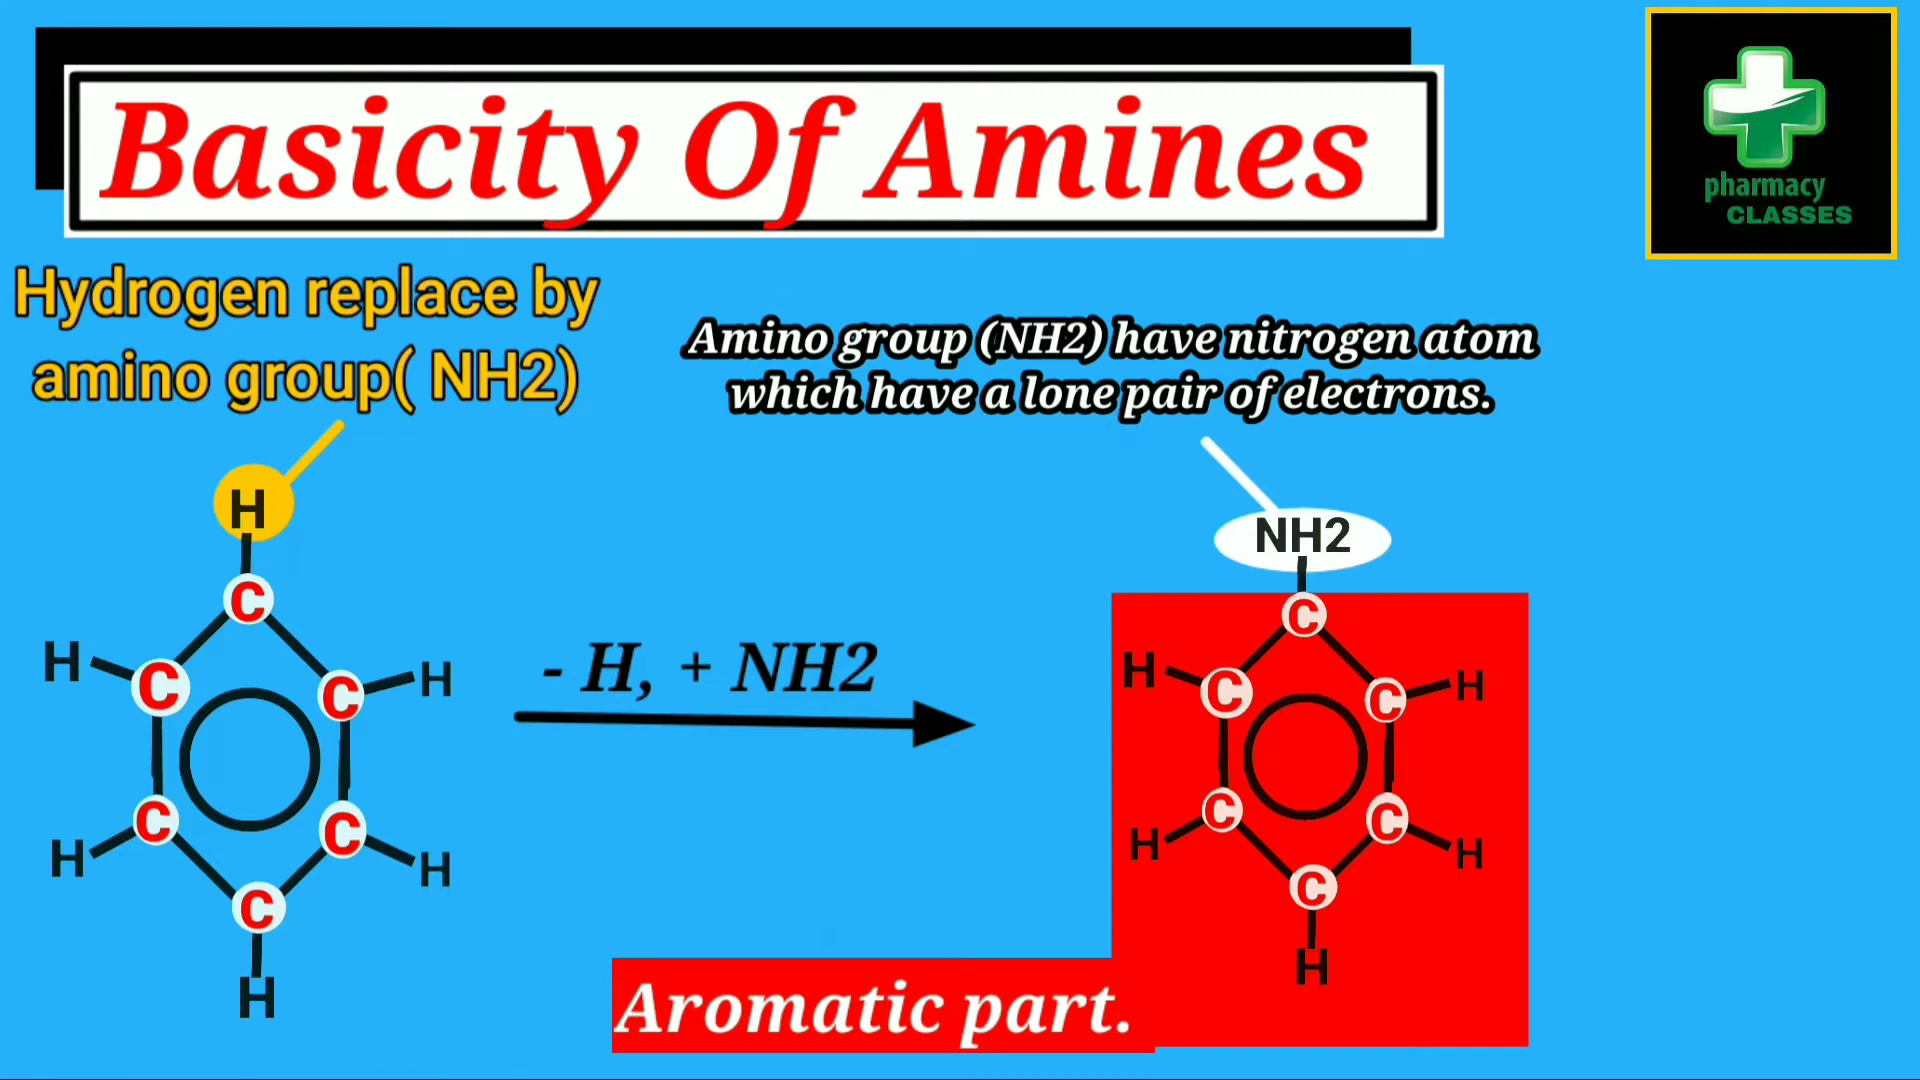 Basicity Of Amines
pharmacy
CLASSES
Hydrogen replace by
amino group( NH2)
Amino group (NH2) have nitrogen atom
which have a lone pair of electrons.
H
C
H C C H
H C C H
C
H
- H, + NH2
NH2
C
H C C H
H C C H
C
H
Aromatic part.